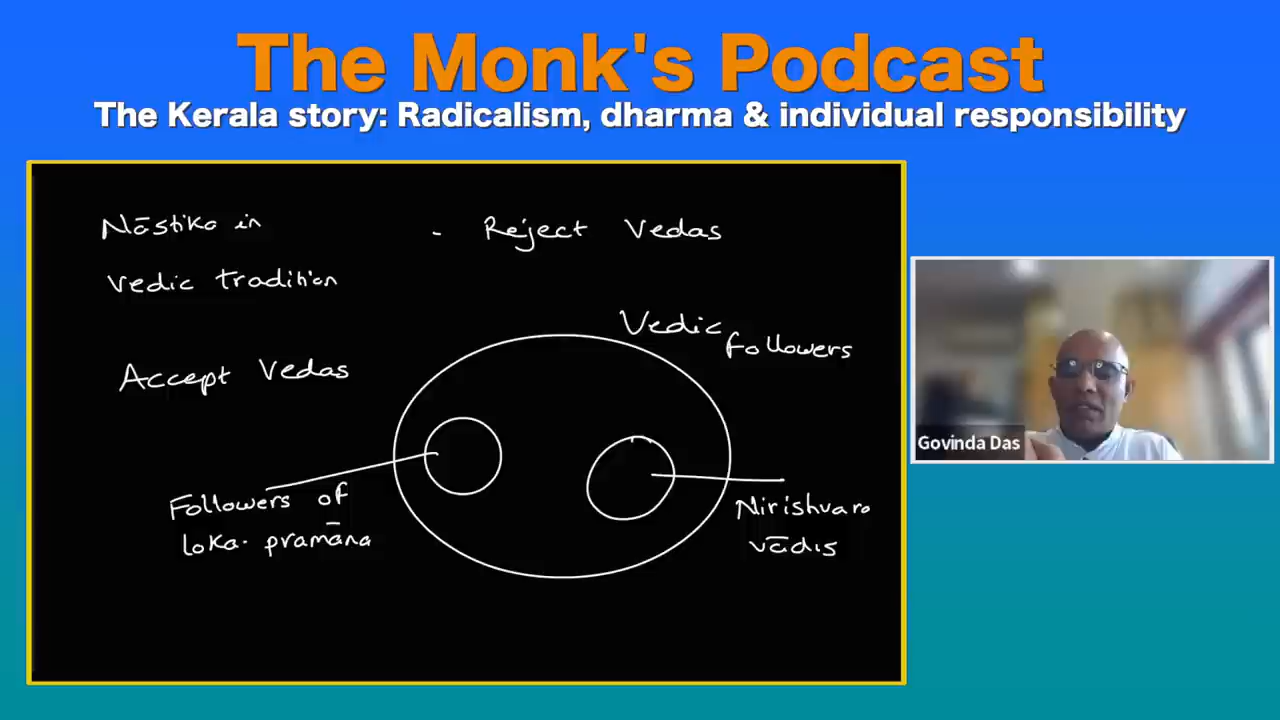 The Monk's Podcast
The Kerala story: Radicalism, dharma & individual responsibility
Nāstika in
- Reject Vedas
vedic tradition
Vedic
followers
Accept Vedas
Followers of
loka-pramāna
Nirishvara
vādis
Govinda Das